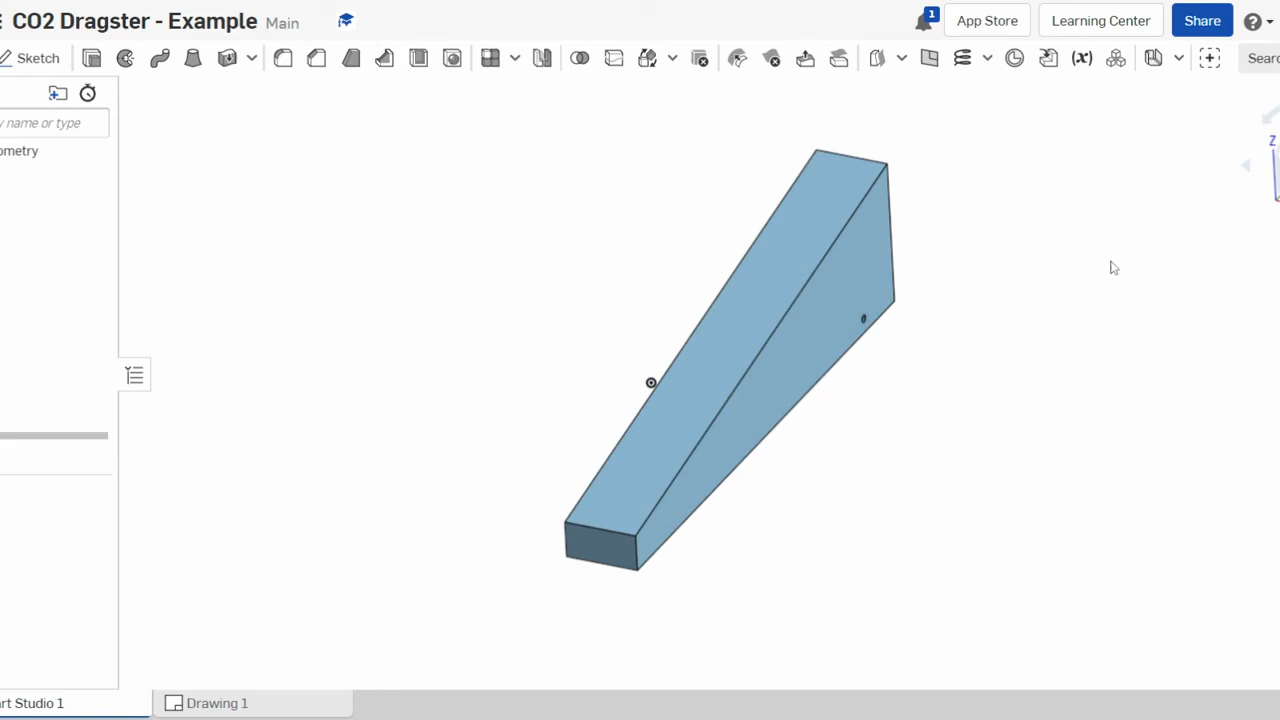 CO2 Dragster - Example Main
1
App Store
Learning Center
Share
Sketch
(x)
Searc
y name or type
ometry
Z
rt Studio 1
Drawing 1